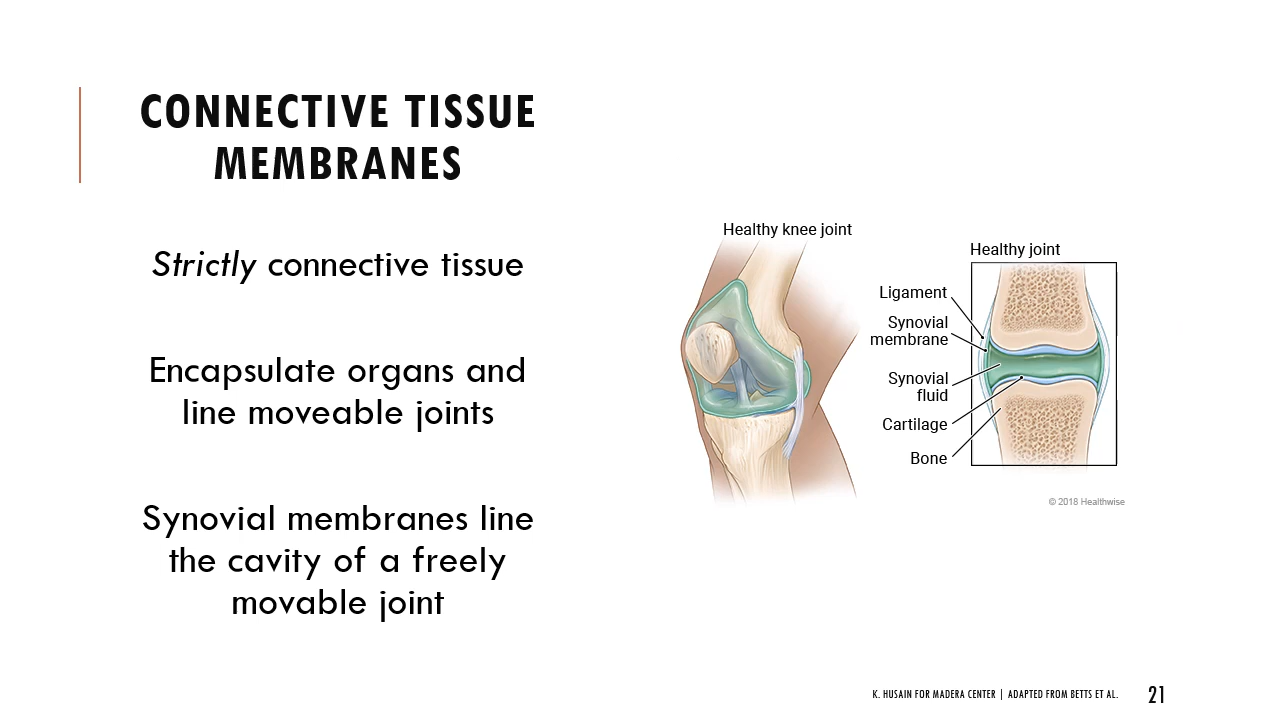 CONNECTIVE TISSUE
MEMBRANES
Strictly connective tissue
Encapsulate organs and
line moveable joints
Synovial membranes line
the cavity of a freely
movable joint
Healthy knee joint
Healthy joint
Ligament
Synovial
membrane
Synovial
fluid
Cartilage
Bone
© 2018 Healthwise
K. HUSAIN FOR MADERA CENTER | ADAPTED FROM BETTS ET AL.
21